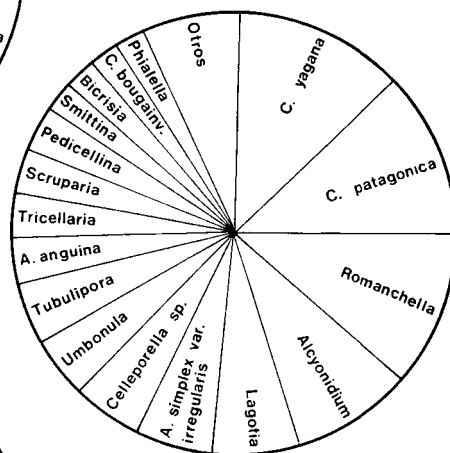 Otros
C. yagana
C. patagonica
Romanchella
Alcyonidium
Lagotia
A. simplex var.
irregularis
Celleporella sp.
Umbonula
Tubulipora
A. anguina
Tricellaria
Scruparia
Pedicellina
Smittina
Bicrisia
C. bougainv.
Phialella
a